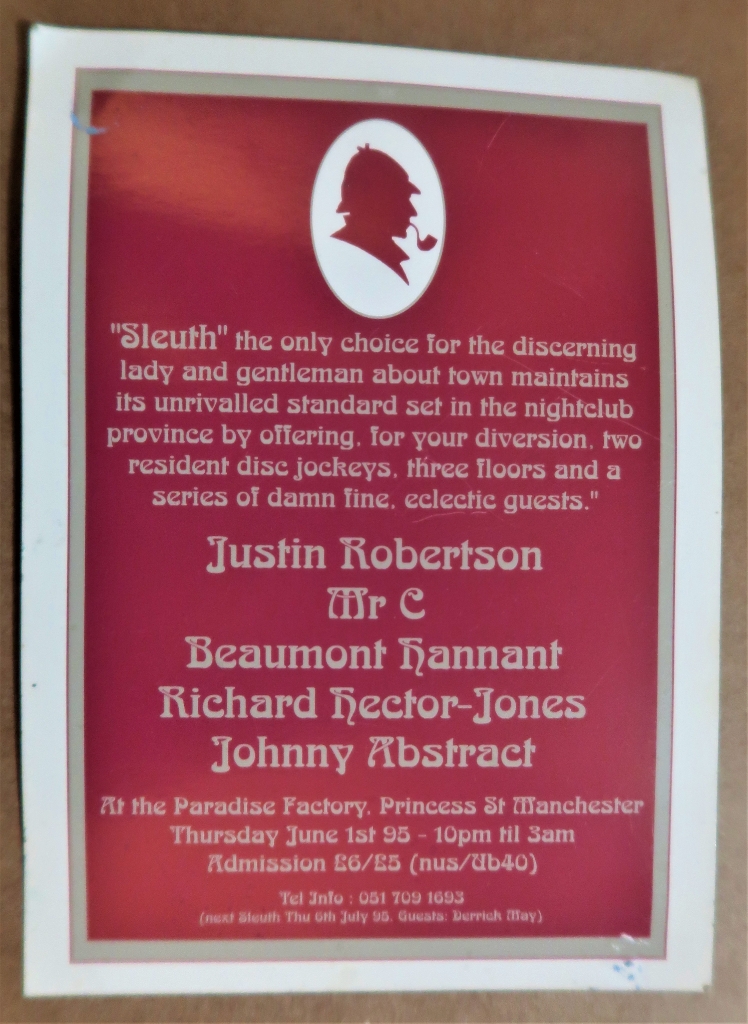 "Sleuth" the only choice for the discerning
lady and gentleman about town maintains
its unrivalled standard set in the nightclub
province by offering, for your diversion, two
resident disc jockeys, three floors and a
series of damn fine, eclectic guests."
Justin Robertson
Mr C
Beaumont Hannant
Richard Hector-Jones
Johnny Abstract
At the Paradise Factory, Princess St Manchester
Thursday June 1st 95 - 10pm til 3am
Admission £6/£5 (nus/Ub40)
Tel Info : 051 709 1693
(next Sleuth Thu 6th July 95. Guests: Derrick May)